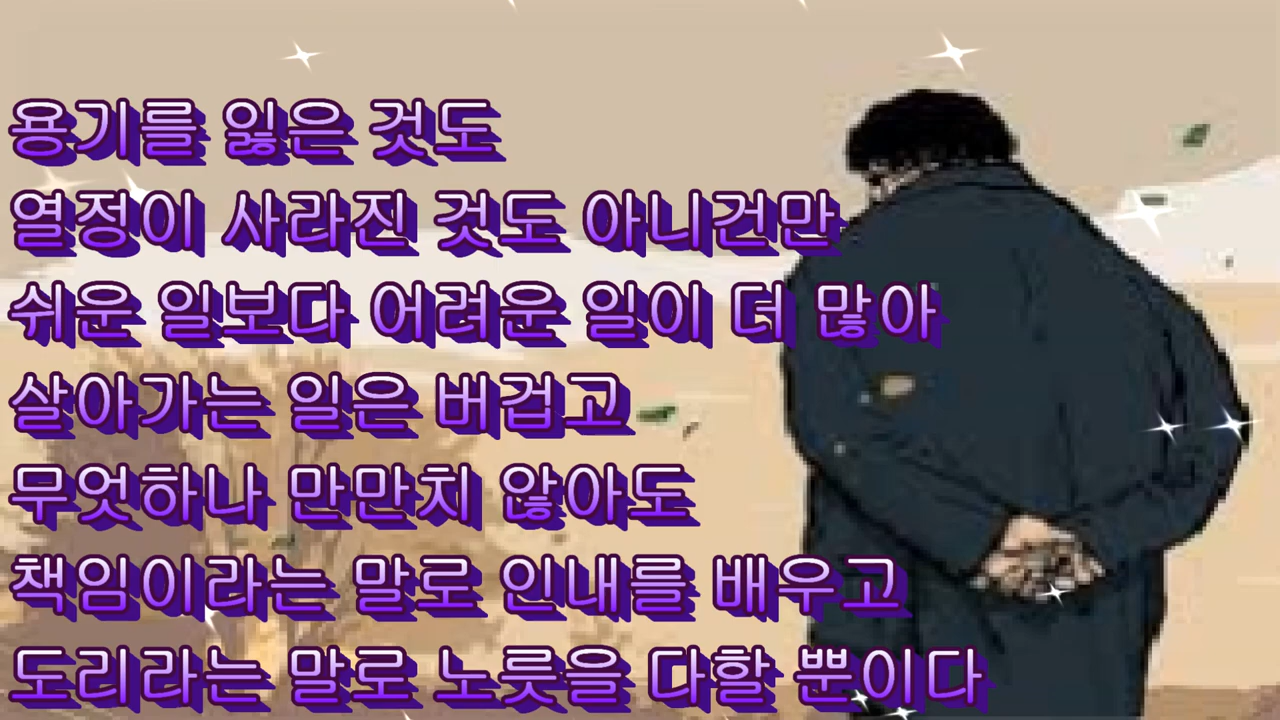 용기를 잃은 것도
열정이 사라진 것도 아니건만
쉬운 일보다 어려운 일이 더 많아
살아가는 일은 버겁고
무엇하나 만만치 않아도
책임이라는 말로 인내를 배우고
도리라는 말로 노릇을 다할 뿐이다